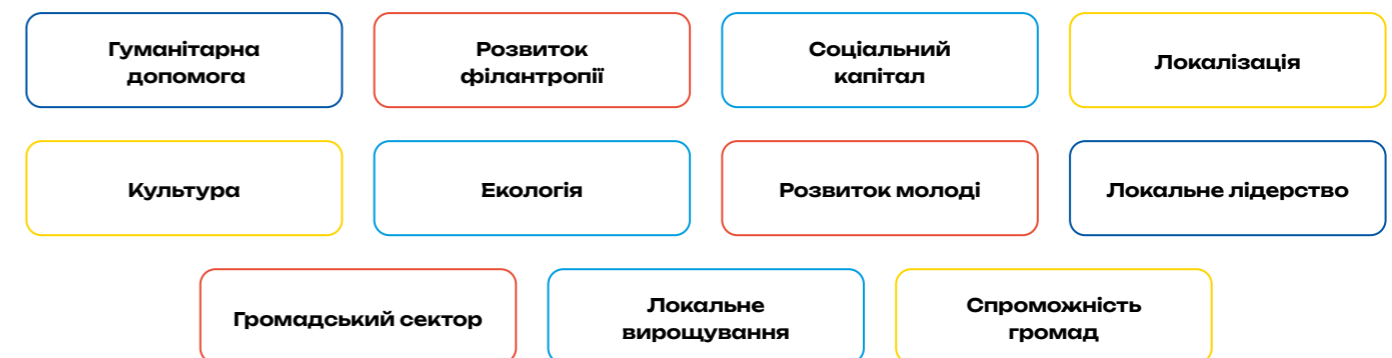 Гуманітарна
допомога
Розвиток
філантропії
Соціальний
капітал
Локалізація
Культура
Екологія
Розвиток молоді
Локальне лідерство
Громадський сектор
Локальне
вирощування
Спроможність
громад